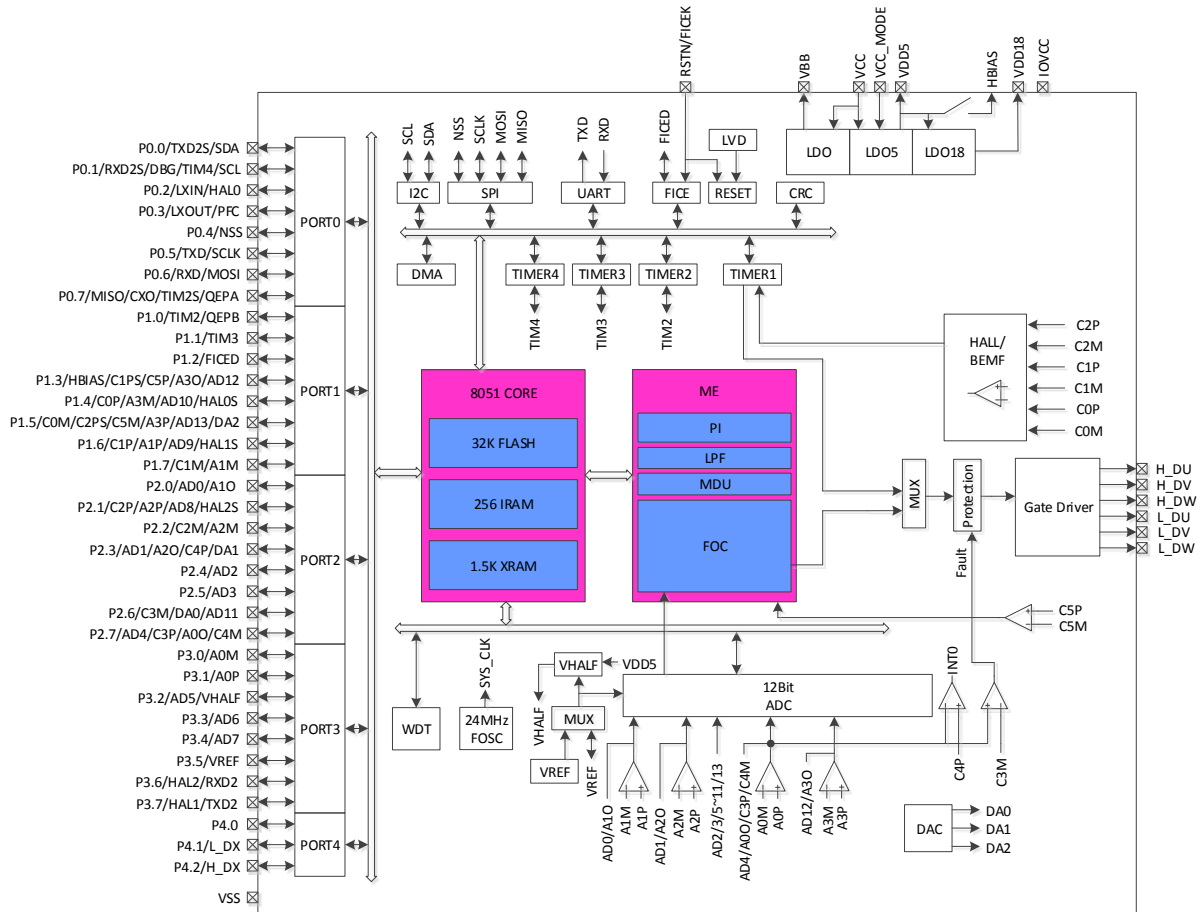 RSTN/FICEK
VBB
VCC
VCC_MODE
VDD5
HBIAS
VDD18
IOVCC
SCL
SDA
NSS
SCLK
MOSI
MISO
TXD
RXD
FICED
LVD
LDO
LDO5
LDO18
I2C
SPI
UART
FICE
RESET
CRC
P0.0/TXD2S/SDA
P0.1/RXD2S/DBG/TIM4/SCL
P0.2/LXIN/HAL0
P0.3/LXOUT/PFC
P0.4/NSS
P0.5/TXD/SCLK
P0.6/RXD/MOSI
P0.7/MISO/CXO/TIM2S/QEPA
PORT0
P1.0/TIM2/QEPB
P1.1/TIM3
P1.2/FICED
P1.3/HBIAS/C1PS/C5P/A3O/AD12
P1.4/C0P/A3M/AD10/HAL0S
P1.5/C0M/C2PS/C5M/A3P/AD13/DA2
P1.6/C1P/A1P/AD9/HAL1S
P1.7/C1M/A1M
PORT1
P2.0/AD0/A1O
P2.1/C2P/A2P/AD8/HAL2S
P2.2/C2M/A2M
P2.3/AD1/A2O/C4P/DA1
P2.4/AD2
P2.5/AD3
P2.6/C3M/DA0/AD11
P2.7/AD4/C3P/A0O/C4M
PORT2
P3.0/A0M
P3.1/A0P
P3.2/AD5/VHALF
P3.3/AD6
P3.4/AD7
P3.5/VREF
P3.6/HAL2/RXD2
P3.7/HAL1/TXD2
PORT3
P4.0
P4.1/L_DX
P4.2/H_DX
PORT4
VSS
DMA
TIMER4
TIMER3
TIMER2
TIMER1
TIM4
TIM3
TIM2
8051 CORE
32K FLASH
256 IRAM
1.5K XRAM
ME
PI
LPF
MDU
FOC
HALL/
BEMF
C2P
C2M
C1P
C1M
C0P
C0M
MUX
Protection
Fault
Gate Driver
H_DU
H_DV
H_DW
L_DU
L_DV
L_DW
C5P
C5M
WDT
SYS_CLK
24MHz
FOSC
VHALF
VDD5
VHALF
MUX
VREF
VREF
12Bit
ADC
INT0
C4P
C3M
AD0/A1O
A1M
A1P
AD1/A2O
A2M
A2P
AD2/3/5~11/13
AD4/A0O/C3P/C4M
A0M
A0P
AD12/A3O
A3M
A3P
DAC
DA0
DA1
DA2